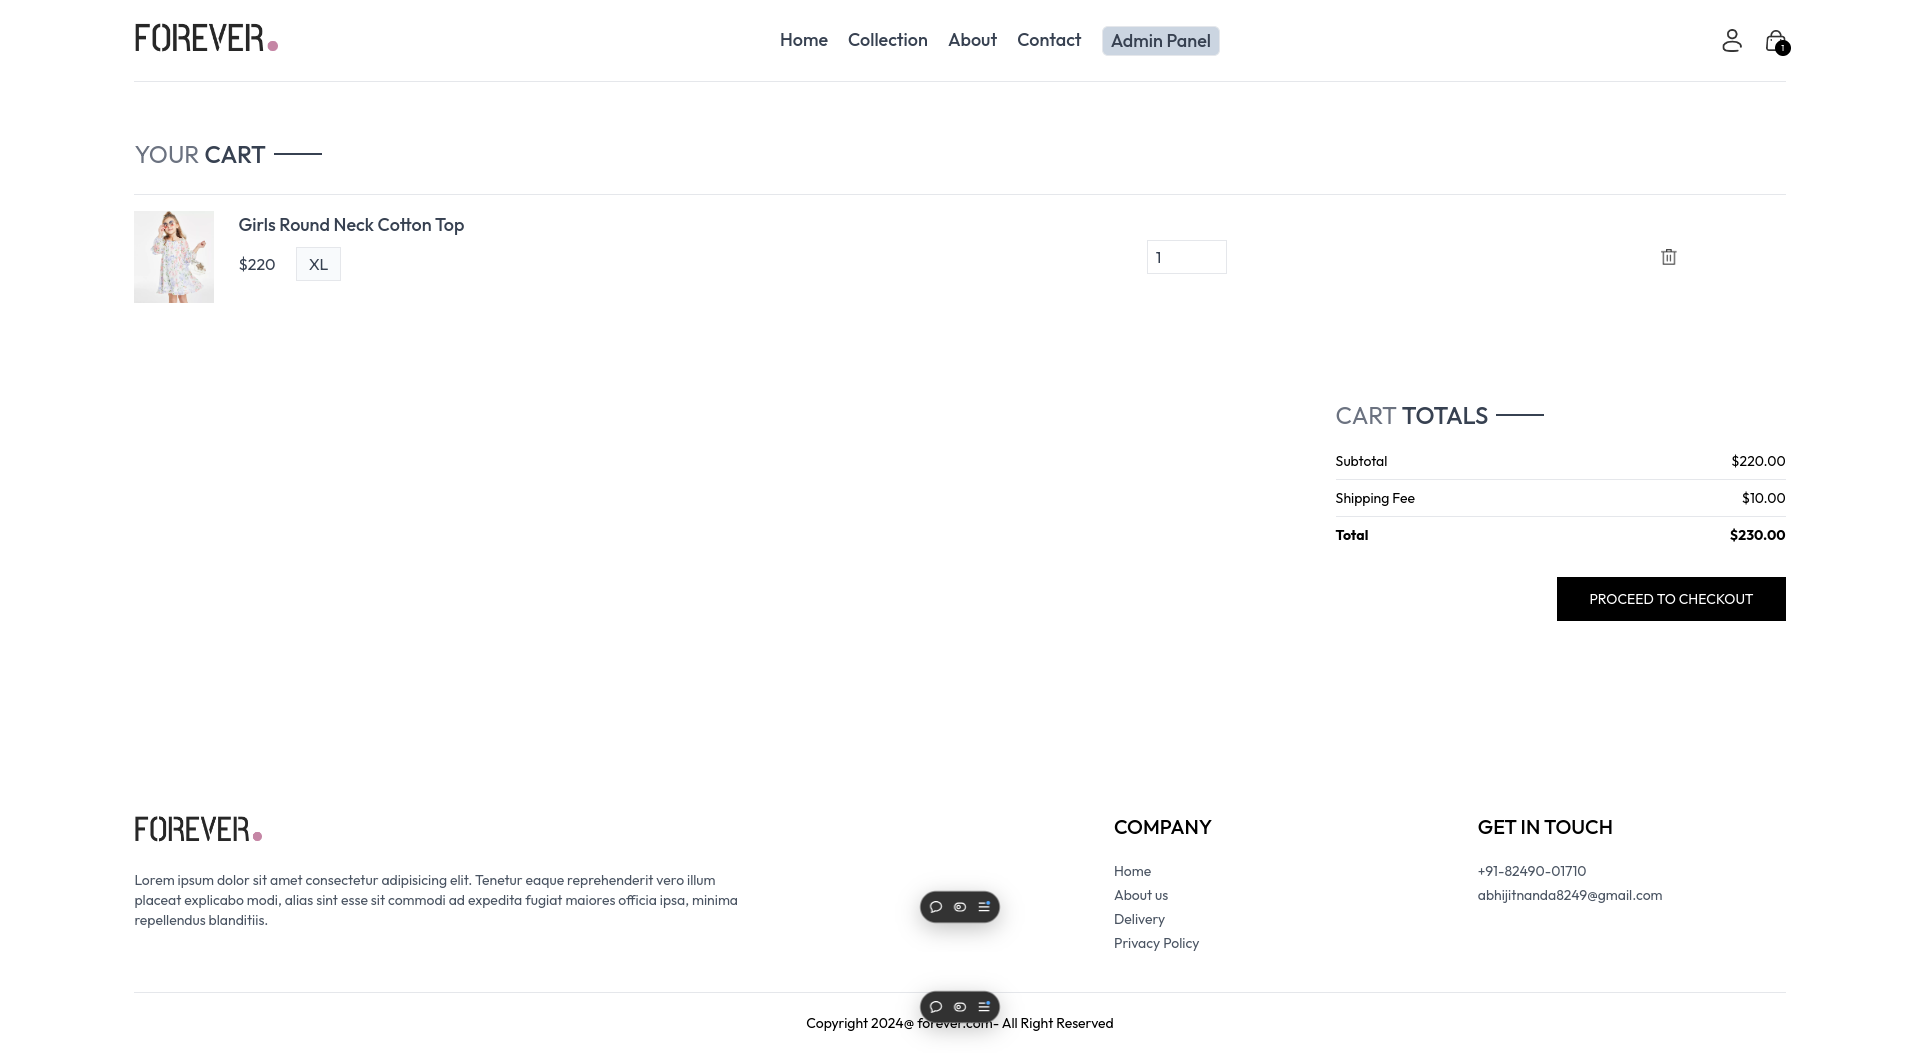 FOREVER.
Home Collection About Contact Admin Panel
1
YOUR CART
Girls Round Neck Cotton Top
$220 XL
1
CART TOTALS
Subtotal $220.00
Shipping Fee $10.00
Total $230.00
PROCEED TO CHECKOUT
FOREVER.
Lorem ipsum dolor sit amet consectetur adipisicing elit. Tenetur eaque reprehenderit vero illum
placeat explicabo modi, alias sint esse sit commodi ad expedita fugiat maiores officia ipsa, minima
repellendus blanditiis.
COMPANY
Home
About us
Delivery
Privacy Policy
GET IN TOUCH
+91-82490-01710
abhijitnanda8249@gmail.com
Copyright 2024@ forever.com- All Right Reserved